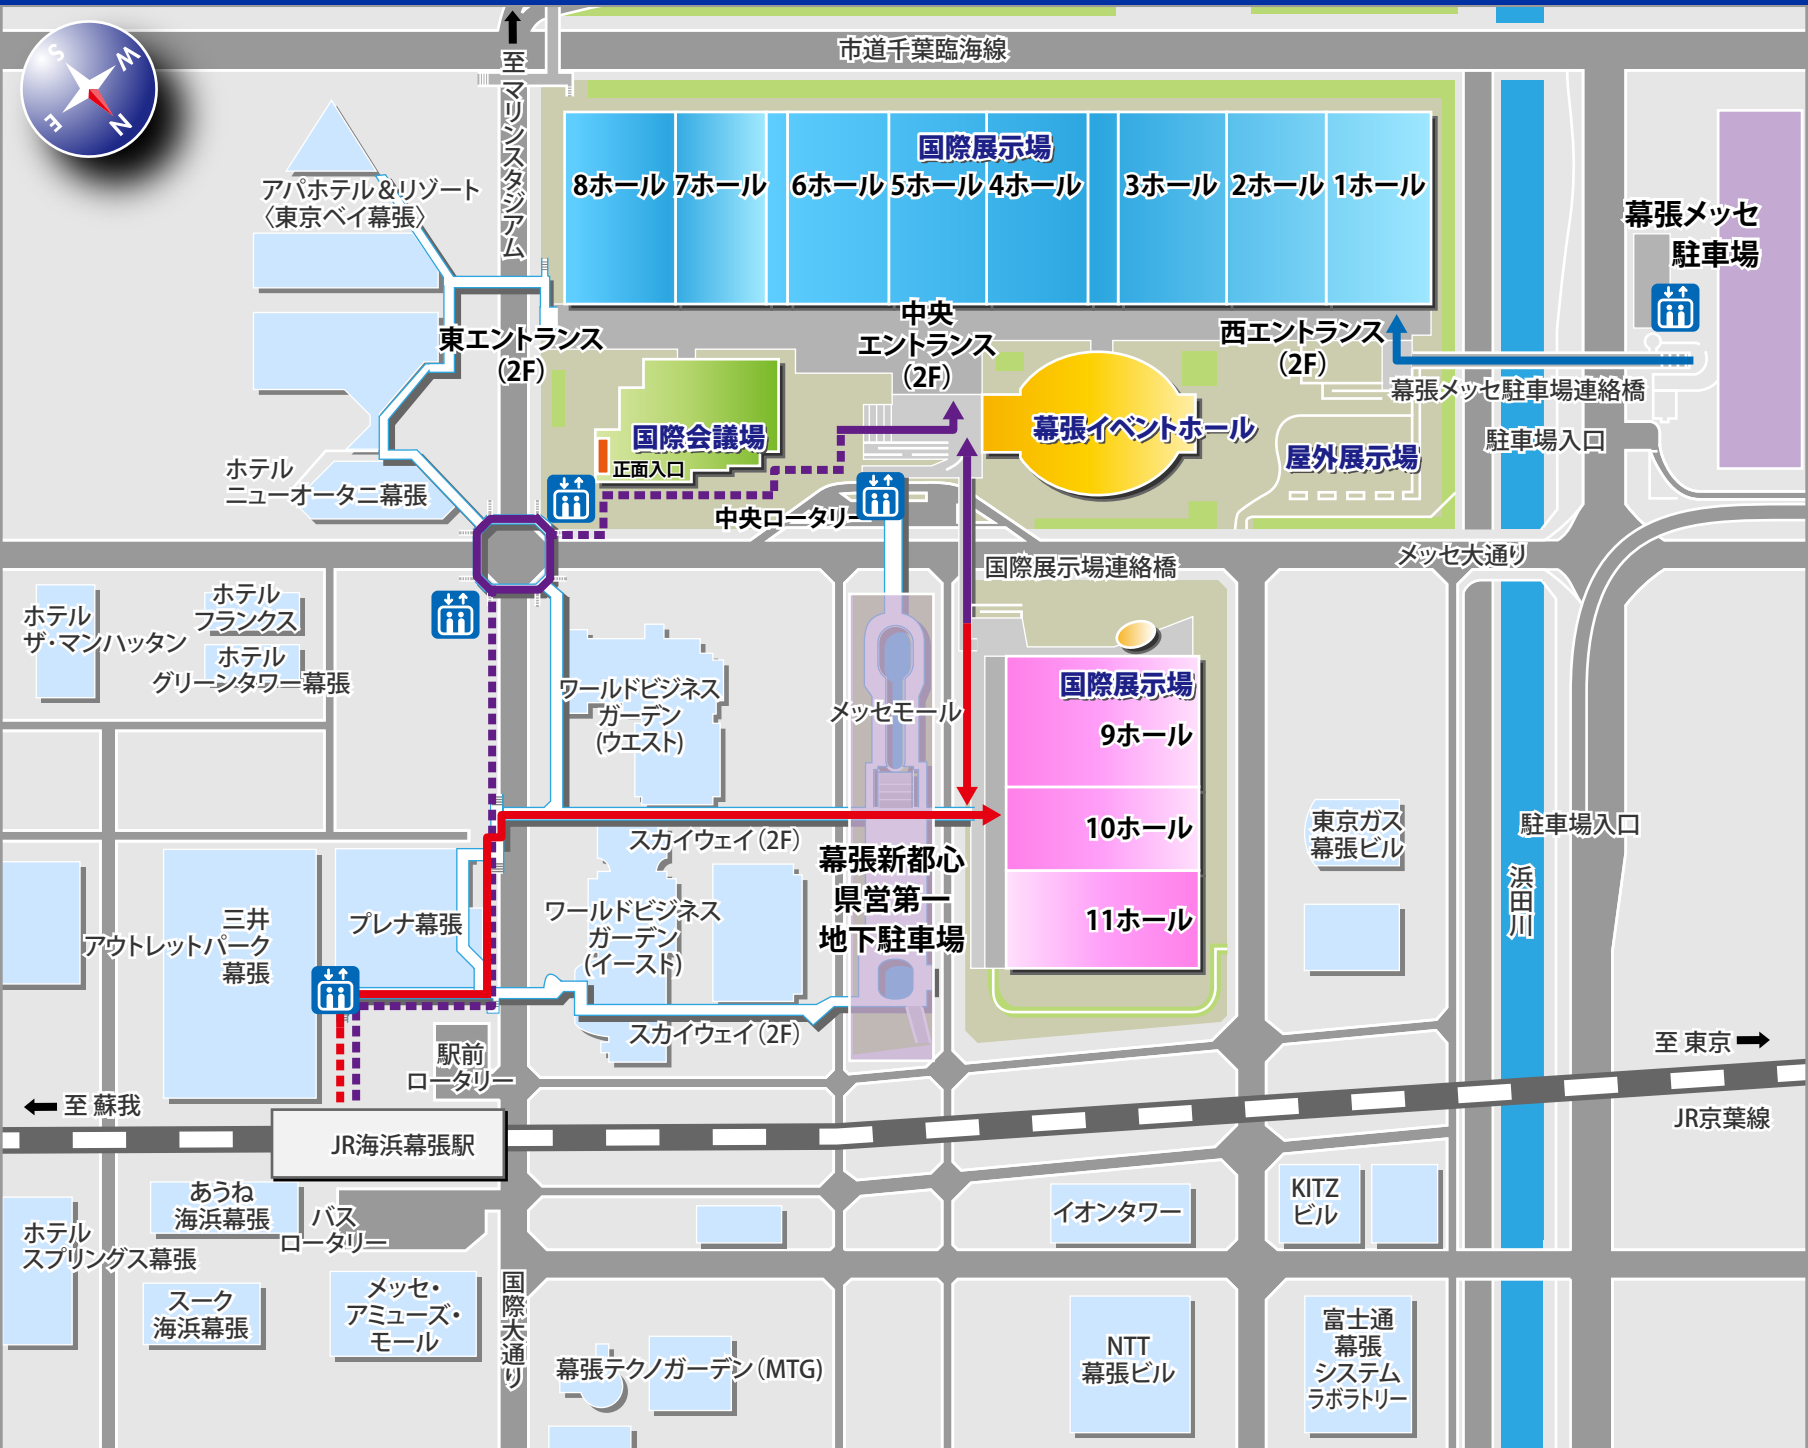 市道千葉臨海線
S
W
E
N
至 マリンスタジアム
アパホテル&リゾート
〈東京ベイ幕張〉
国際展示場
8ホール
7ホール
6ホール
5ホール
4ホール
3ホール
2ホール
1ホール
幕張メッセ
駐車場
東エントランス
(2F)
中央
エントランス
(2F)
西エントランス
(2F)
幕張メッセ駐車場連絡橋
国際会議場
正面入口
幕張イベントホール
屋外展示場
駐車場入口
ホテル
ニューオータニ幕張
中央ロータリー
国際展示場連絡橋
メッセ大通り
ホテル
ザ・マンハッタン
ホテル
フランクス
ホテル
グリーンタワー幕張
ワールドビジネス
ガーデン
(ウエスト)
メッセモール
国際展示場
9ホール
10ホール
11ホール
スカイウェイ(2F)
東京ガス
幕張ビル
駐車場入口
浜田川
幕張新都心
県営第一
地下駐車場
三井
アウトレットパーク
幕張
プレナ幕張
ワールドビジネス
ガーデン
(イースト)
スカイウェイ(2F)
駅前
ロータリー
至 東京
至 蘇我
JR海浜幕張駅
JR京葉線
あうね
海浜幕張
バス
ロータリー
ホテル
スプリングス幕張
イオンタワー
KITZ
ビル
スーク
海浜幕張
メッセ・
アミューズ・
モール
国際大通り
幕張テクノガーデン(MTG)
NTT
幕張ビル
富士通
幕張
システム
ラボラトリー